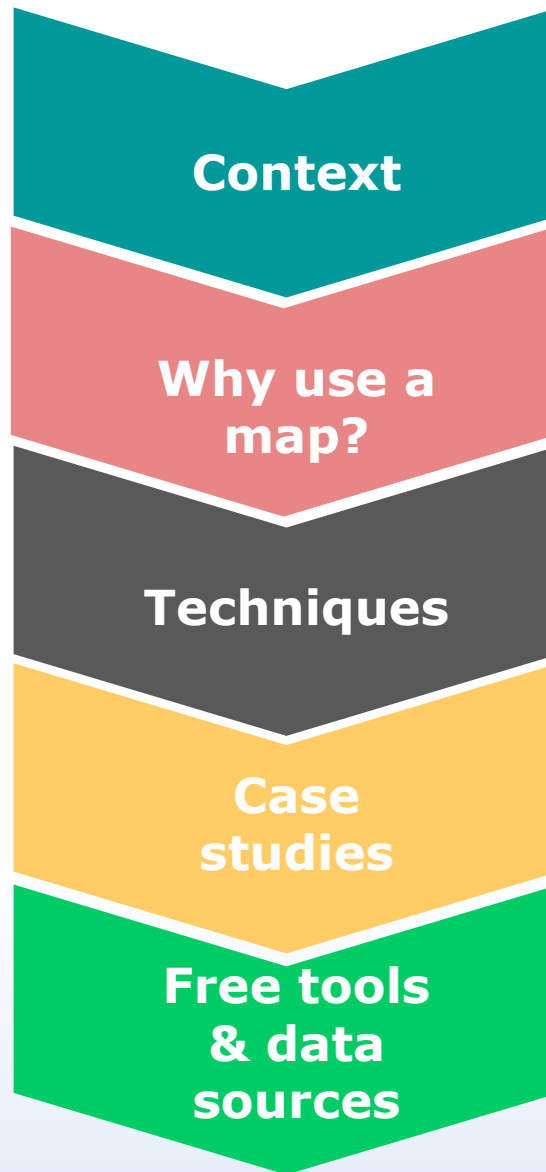 Context
Why use a
map?
Techniques
Case
studies
Free tools
& data
sources